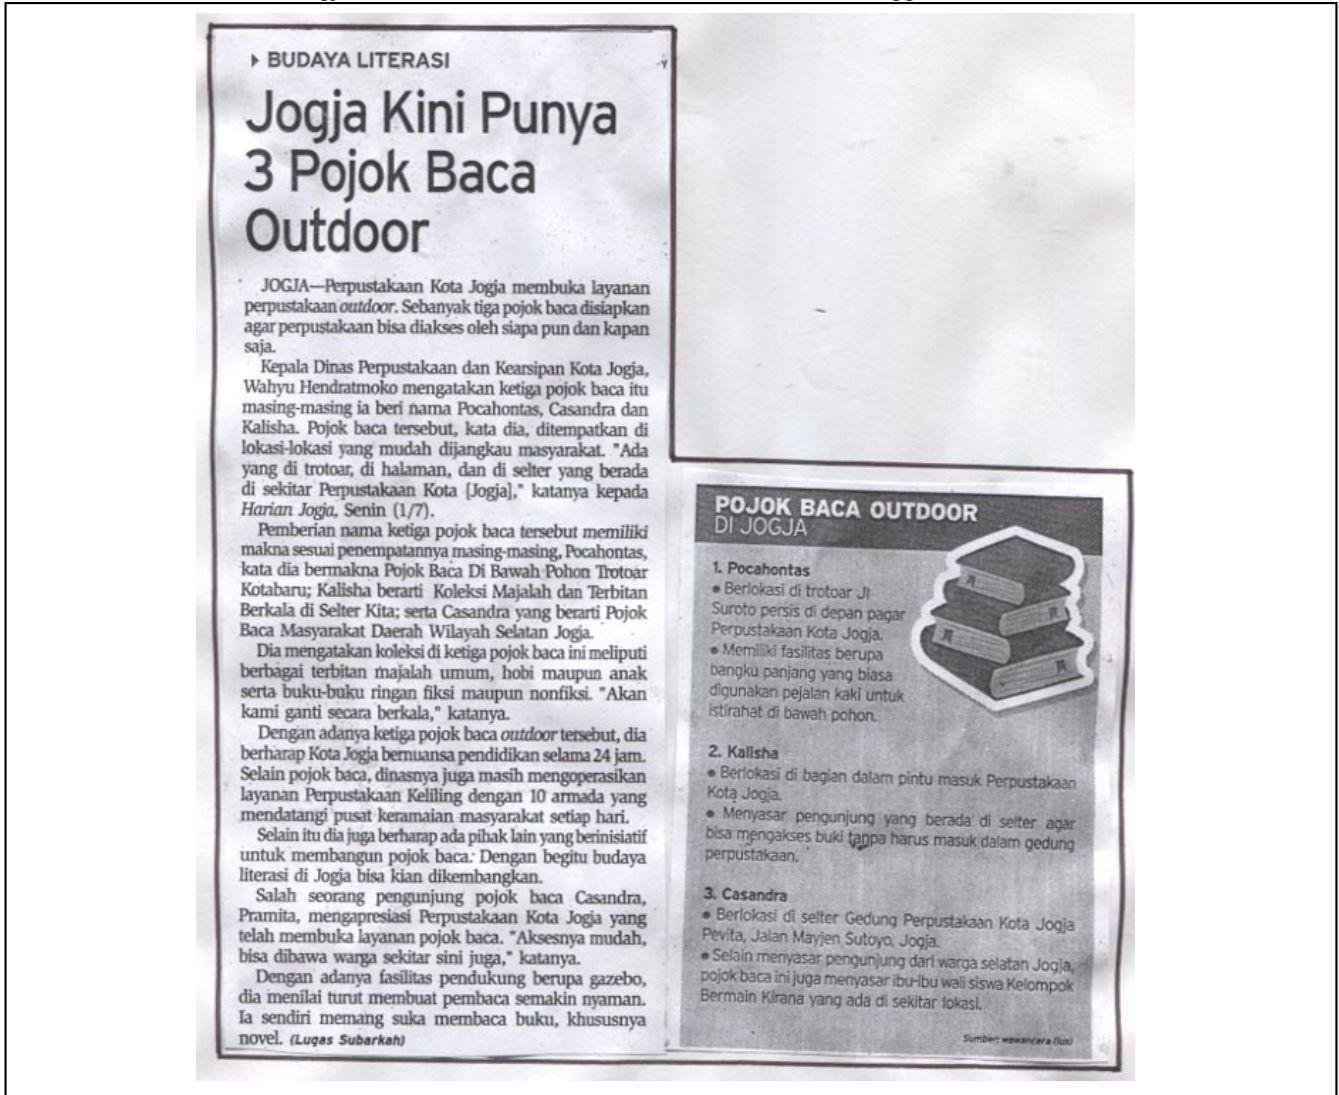 BUDAYA LITERASI
Jogja Kini Punya
3 Pojok Baca
Outdoor
JOGJA—Perpustakaan Kota Jogja membuka layanan
perpustakaan outdoor. Sebanyak tiga pojok baca disiapkan
agar perpustakaan bisa diakses oleh siapa pun dan kapan
saja.
Kepala Dinas Perpustakaan dan Kearsipan Kota Jogja,
Wahyu Hendratmoko mengatakan ketiga pojok baca itu
masing-masing ia beri nama Pocahontas, Casandra dan
Kalisha. Pojok baca tersebut, kata dia, ditempatkan di
lokasi-lokasi yang mudah dijangkau masyarakat. "Ada
yang di trotoar, di halaman, dan di selter yang berada
di sekitar Perpustakaan Kota [Jogja]," katanya kepada
Harian Jogja, Senin (1/7).
Pemberian nama ketiga pojok baca tersebut memiliki
makna sesuai penempatannya masing-masing, Pocahontas,
kata dia bermakna Pojok Baca Di Bawah Pohon Trotoar
Kotabaru; Kalisha berarti Koleksi Majalah dan Terbitan
Berkala di Selter Kita; serta Casandra yang berarti Pojok
Baca Masyarakat Daerah Wilayah Selatan Jogja.
Dia mengatakan koleksi di ketiga pojok baca ini meliputi
berbagai terbitan majalah umum, hobi maupun anak
serta buku-buku ringan fiksi maupun nonfiksi. "Akan
kami ganti secara berkala," katanya.
Dengan adanya ketiga pojok baca outdoor tersebut, dia
berharap Kota Jogja bernuansa pendidikan selama 24 jam.
Selain pojok baca, dinasnya juga masih mengoperasikan
layanan Perpustakaan Keliling dengan 10 armada yang
mendatangi pusat keramaian masyarakat setiap hari.
Selain itu dia juga berharap ada pihak lain yang berinisiatif
untuk membangun pojok baca. Dengan begitu budaya
literasi di Jogja bisa kian dikembangkan.
Salah seorang pengunjung pojok baca Casandra,
Pramita, mengapresiasi Perpustakaan Kota Jogja yang
telah membuka layanan pojok baca. "Aksesnya mudah,
bisa dibawa warga sekitar sini juga," katanya.
Dengan adanya fasilitas pendukung berupa gazebo,
dia menilai turut membuat pembaca semakin nyaman.
Ia sendiri memang suka membaca buku, khususnya
novel. (Lugas Subarkah)
POJOK BACA OUTDOOR
DI JOGJA
1. Pocahontas
• Berlokasi di trotoar Jl
Suroto persis di depan pagar
Perpustakaan Kota Jogja.
• Memiliki fasilitas berupa
bangku panjang yang biasa
digunakan pejalan kaki untuk
istirahat di bawah pohon.
2. Kalisha
• Berlokasi di bagian dalam pintu masuk Perpustakaan
Kota Jogja.
• Menyasar pengunjung yang berada di selter agar
bisa mengakses buki tanpa harus masuk dalam gedung
perpustakaan.
3. Casandra
• Berlokasi di selter Gedung Perpustakaan Kota Jogja
Pevita, Jalan Mayjen Sutoyo, Jogja.
• Selain menyasar pengunjung dari warga selatan Jogja,
pojok baca ini juga menyasar ibu-ibu wali siswa Kelompok
Bermain Kirana yang ada di sekitar lokasi.
Sumber: wawancara (lus)